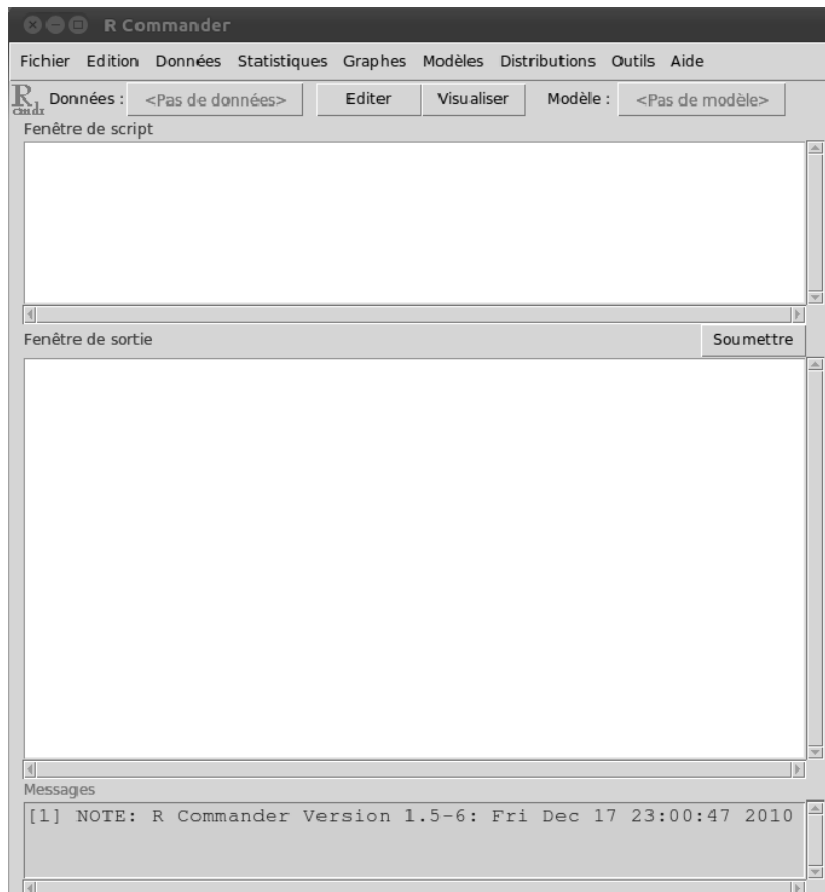 R Commander
Fichier Edition Données Statistiques Graphes Modèles Distributions Outils Aide
R Cmdr Données : <Pas de données> Editer Visualiser Modèle : <Pas de modèle>
Fenêtre de script
Fenêtre de sortie Soumettre
Messages
[1] NOTE: R Commander Version 1.5-6: Fri Dec 17 23:00:47 2010